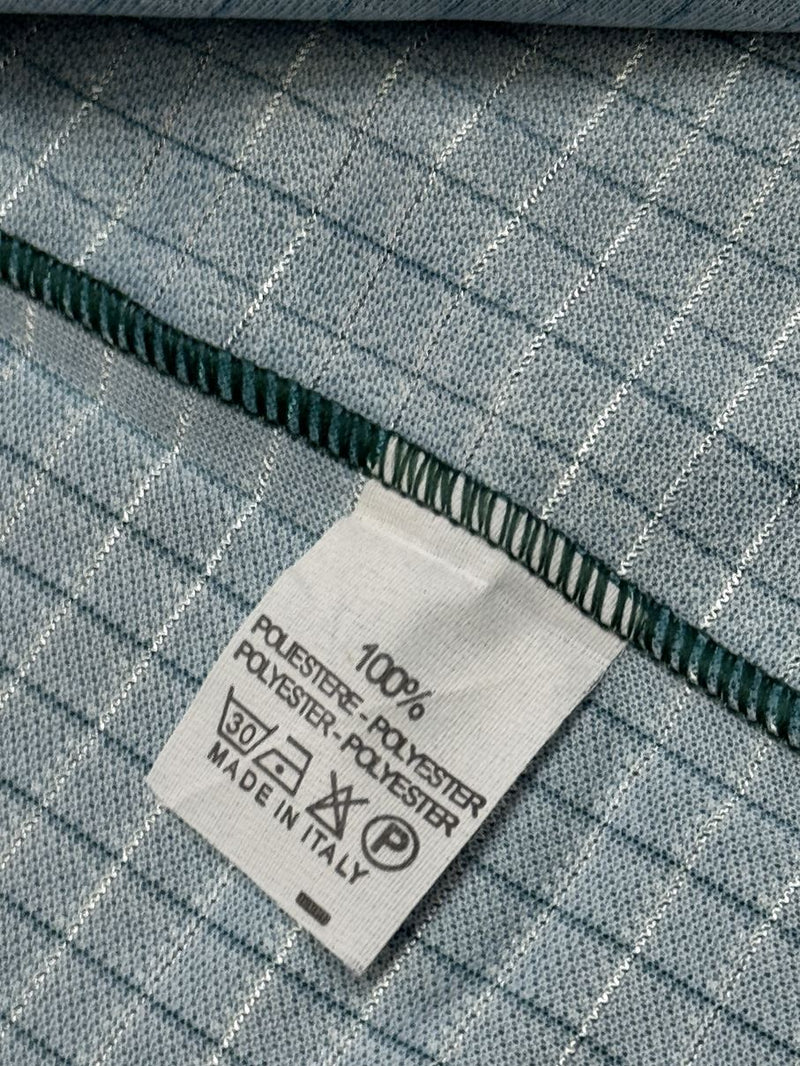 100%
POLIESTERE - POLYESTER
POLYESTER - POLYESTER
30 P
MADE IN ITALY